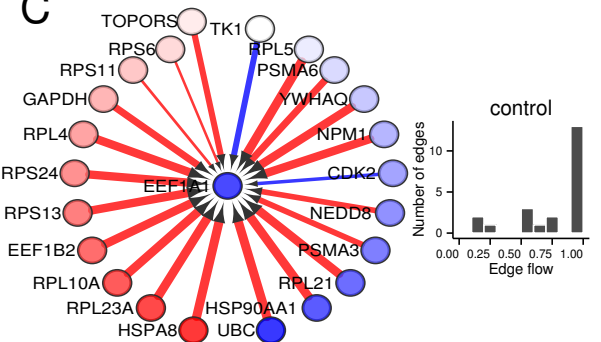 C
TOPORS
TK1
RPS6
RPL5
RPS11
PSMA6
GAPDH
YWHAQ
RPL4
NPM1
RPS24
CDK2
EEF1A1
RPS13
NEDD8
EEF1B2
PSMA3
RPL10A
RPL21
RPL23A
HSP90AA1
HSPA8
UBC
control
Number of edges
10
5
0
0.00 0.25 0.50 0.75 1.00
Edge flow